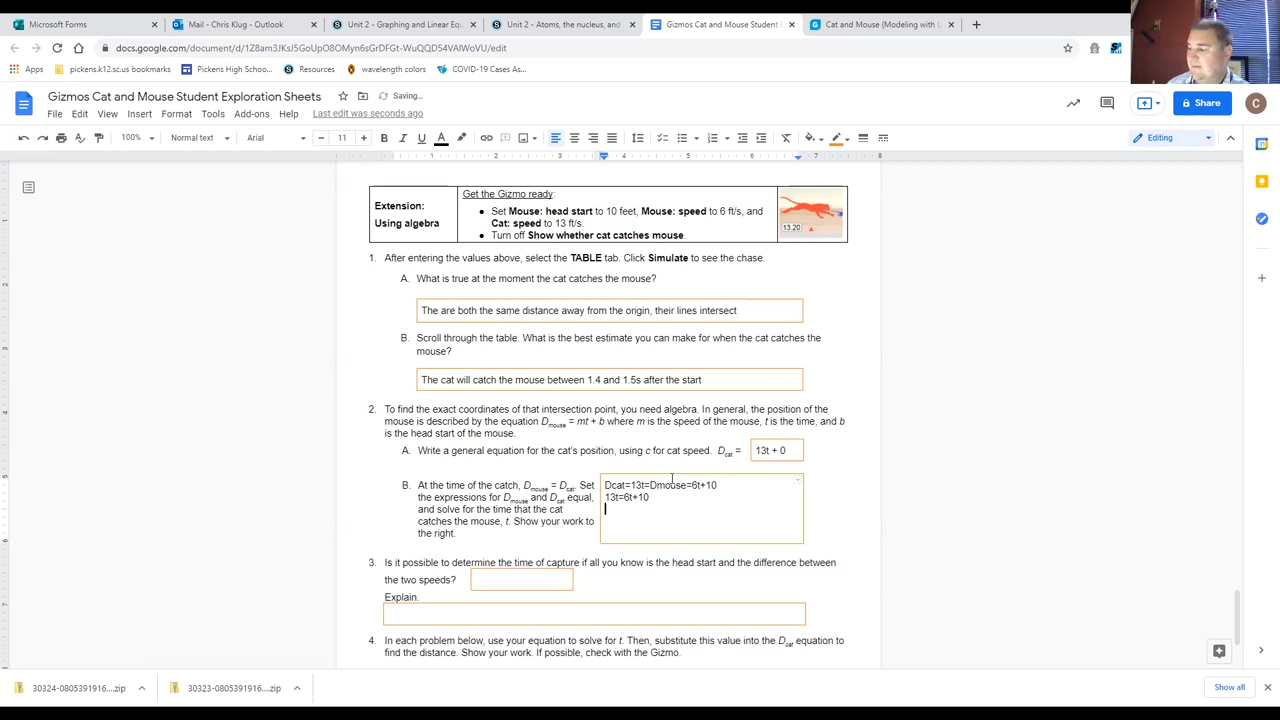 Microsoft Forms
Mail - Chris Klug - Outlook
Unit 2 - Graphing and Linear Equ
Unit 2 - Atoms, the nucleus, and
Gizmos Cat and Mouse Student
Cat and Mouse (Modeling with L
Apps
pickens.k12.sc.us bookmarks
Pickens High School...
Resources
wavelength colors
COVID-19 Cases As...
Gizmos Cat and Mouse Student Exploration Sheets
Saving...
File Edit View Insert Format Tools Add-ons Help
Last edit was seconds ago
Share
C
100%
Normal text
Arial
11
Editing
1 2 3 4 5 6 7 8
Extension:
Using algebra
Get the Gizmo ready:
● Set Mouse: head start to 10 feet, Mouse: speed to 6 ft/s, and
Cat: speed to 13 ft/s.
● Turn off Show whether cat catches mouse.
13.20
1. After entering the values above, select the TABLE tab. Click Simulate to see the chase.
A. What is true at the moment the cat catches the mouse?
The are both the same distance away from the origin, their lines intersect
B. Scroll through the table. What is the best estimate you can make for when the cat catches the
mouse?
The cat will catch the mouse between 1.4 and 1.5s after the start
2. To find the exact coordinates of that intersection point, you need algebra. In general, the position of the
mouse is described by the equation Dmouse = mt + b where m is the speed of the mouse, t is the time, and b
is the head start of the mouse.
A. Write a general equation for the cat's position, using c for cat speed. Dcat =
13t + 0
B. At the time of the catch, Dmouse = Dcat. Set
the expressions for Dmouse and Dcat equal,
and solve for the time that the cat
catches the mouse, t. Show your work to
the right.
Dcat=13t=Dmouse=6t+10
13t=6t+10
3. Is it possible to determine the time of capture if all you know is the head start and the difference between
the two speeds?
Explain.
4. In each problem below, use your equation to solve for t. Then, substitute this value into the Dcat equation to
find the distance. Show your work. If possible, check with the Gizmo.
30324-0805391916....zip
30323-0805391916....zip
Show all